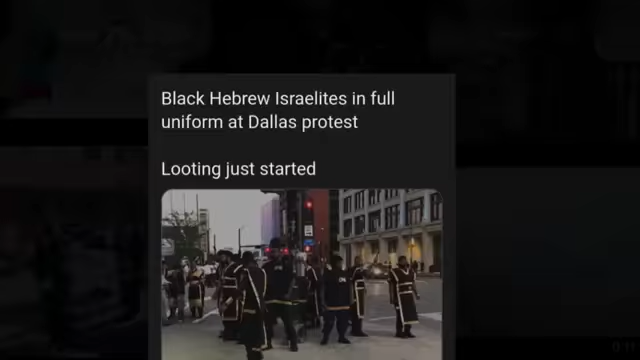 Black Hebrew Israelites in full
uniform at Dallas protest
Looting just started